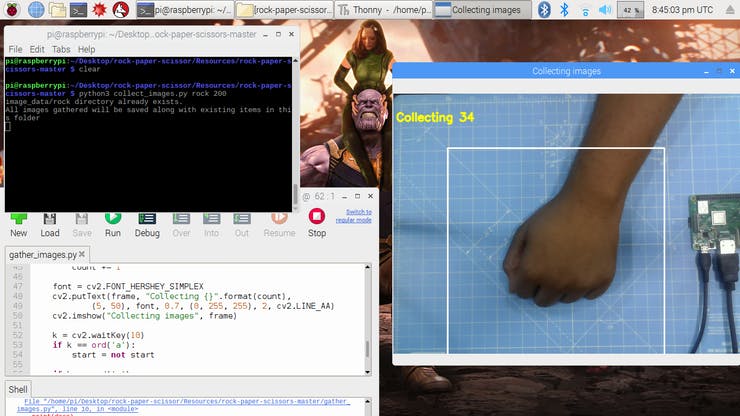 pi@raspberrypi: ~/...
[rock-paper-scisso...
Thonny - /home/p...
Collecting images
42 %
8:45:03 pm UTC
pi@raspberrypi: ~/Desktop..ock-paper-scissors-master
File Edit Tabs Help
pi@raspberrypi:~/Desktop/rock-paper-scissor/Resources/rock-paper-s
cissors-master $ clear
pi@raspberrypi:~/Desktop/rock-paper-scissor/Resources/rock-paper-s
cissors-master $ python3 collect_images.py rock 200
image_data/rock directory already exists.
All images gathered will be saved along with existing items in thi
s folder
@ 62 : 1
New Load Save Run Debug Over Into Out Resume Stop
Switch to
regular mode
gather_images.py
45 count += 1
46
47 font = cv2.FONT_HERSHEY_SIMPLEX
48 cv2.putText(frame, "Collecting {}".format(count),
49 (5, 50), font, 0.7, (0, 255, 255), 2, cv2.LINE_AA)
50 cv2.imshow("Collecting images", frame)
51
52 k = cv2.waitKey(10)
53 if k == ord('a'):
54 start = not start
55
Shell
File "/home/pi/Desktop/rock-paper-scissor/Resources/rock-paper-scissors-master/gather_
images.py", line 10, in <module>
Collecting images
Collecting 34